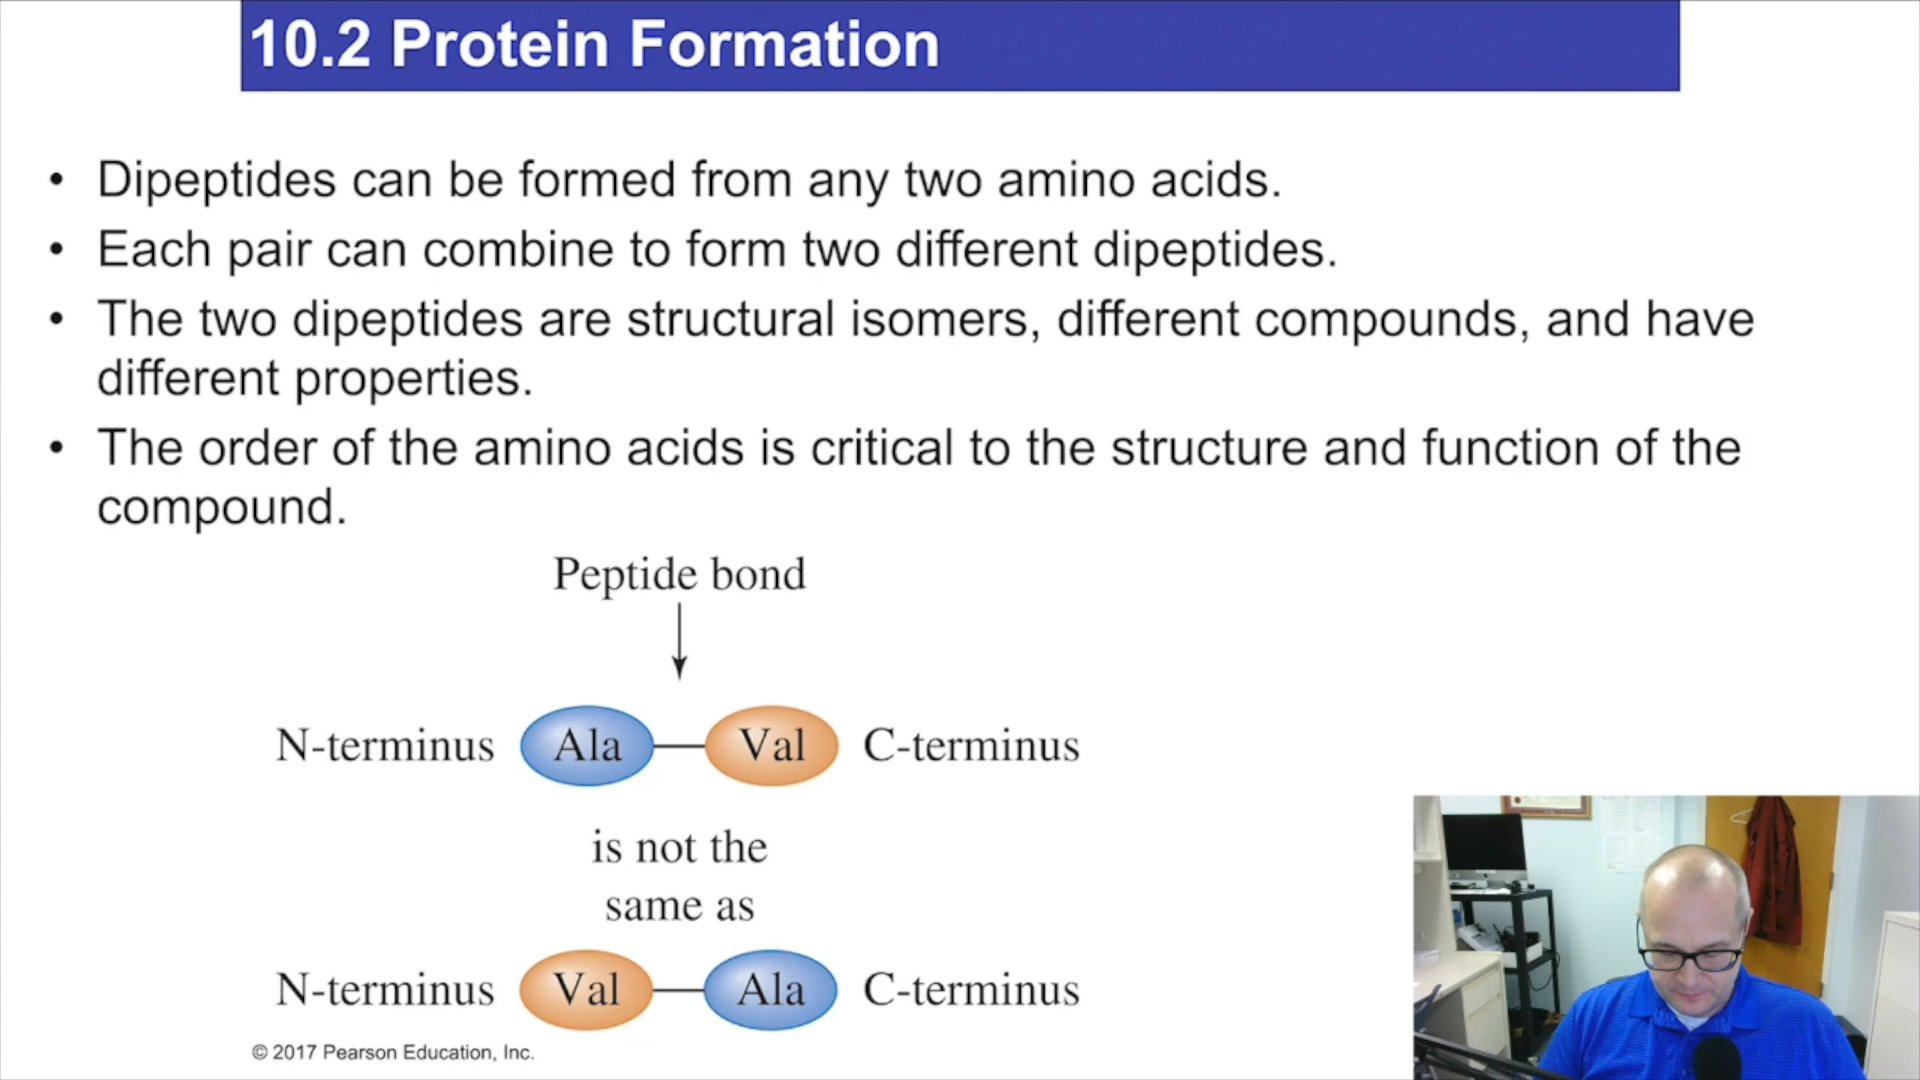 10.2 Protein Formation
• Dipeptides can be formed from any two amino acids.
• Each pair can combine to form two different dipeptides.
• The two dipeptides are structural isomers, different compounds, and have
different properties.
• The order of the amino acids is critical to the structure and function of the
compound.
Peptide bond
N-terminus Ala Val C-terminus
is not the
same as
N-terminus Val Ala C-terminus
© 2017 Pearson Education, Inc.